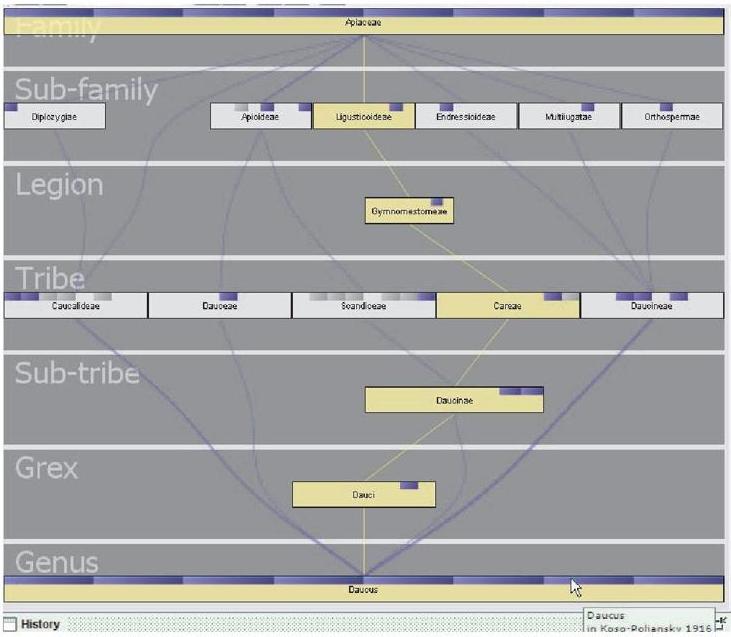 Family
Apiaceae
Sub-family
Diplozygiae
Apioideae
Ligusticoideae
Endressioideae
Multijugatae
Orthospermae
Legion
Gymnomestomeae
Tribe
Caucalideae
Dauceae
Scandiceae
Careae
Daucineae
Sub-tribe
Daucinae
Grex
Dauci
Genus
Daucus
Daucus
in Koso-Poliansky 1916
History